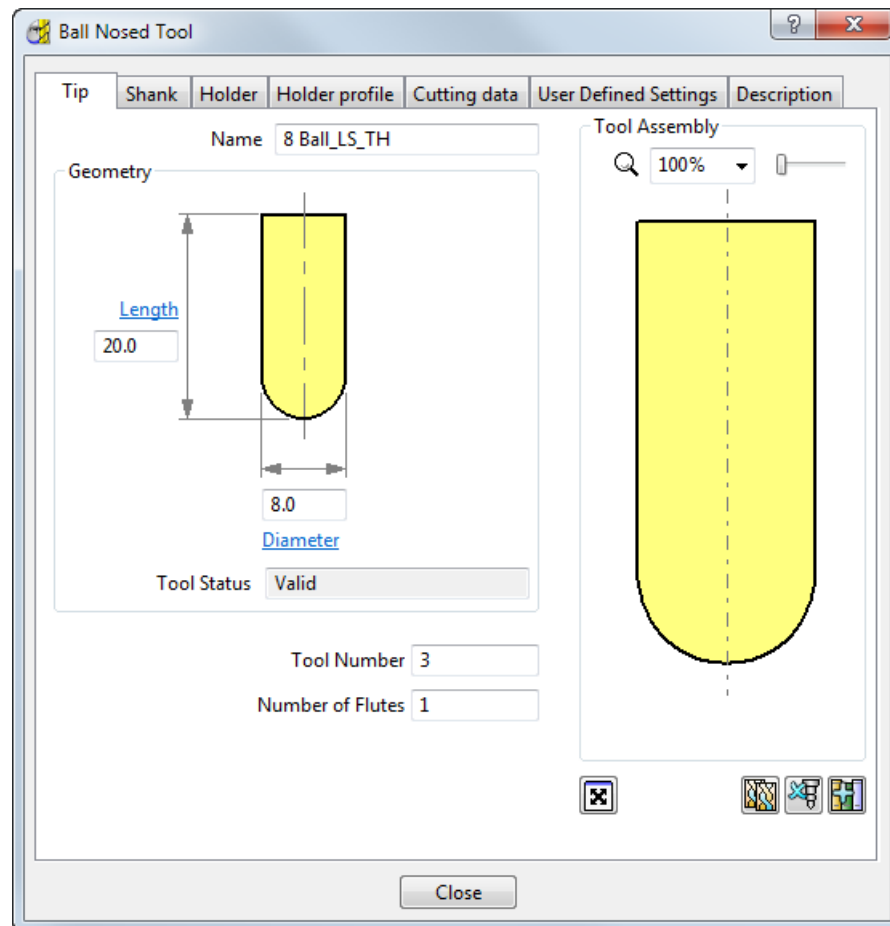 Ball Nosed Tool
?
Tip Shank Holder Holder profile Cutting data User Defined Settings Description
Name 8 Ball_LS_TH
Tool Assembly
100%
Geometry
Length
20.0
8.0
Diameter
Tool Status Valid
Tool Number 3
Number of Flutes 1
Close